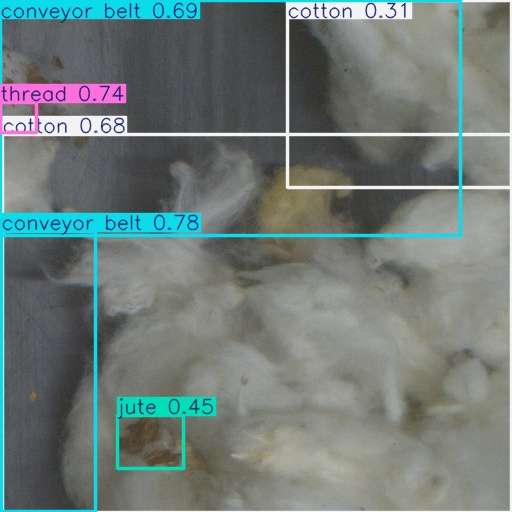 conveyor belt 0.69
cotton 0.31
thread 0.74
cotton 0.68
conveyor belt 0.78
jute 0.45